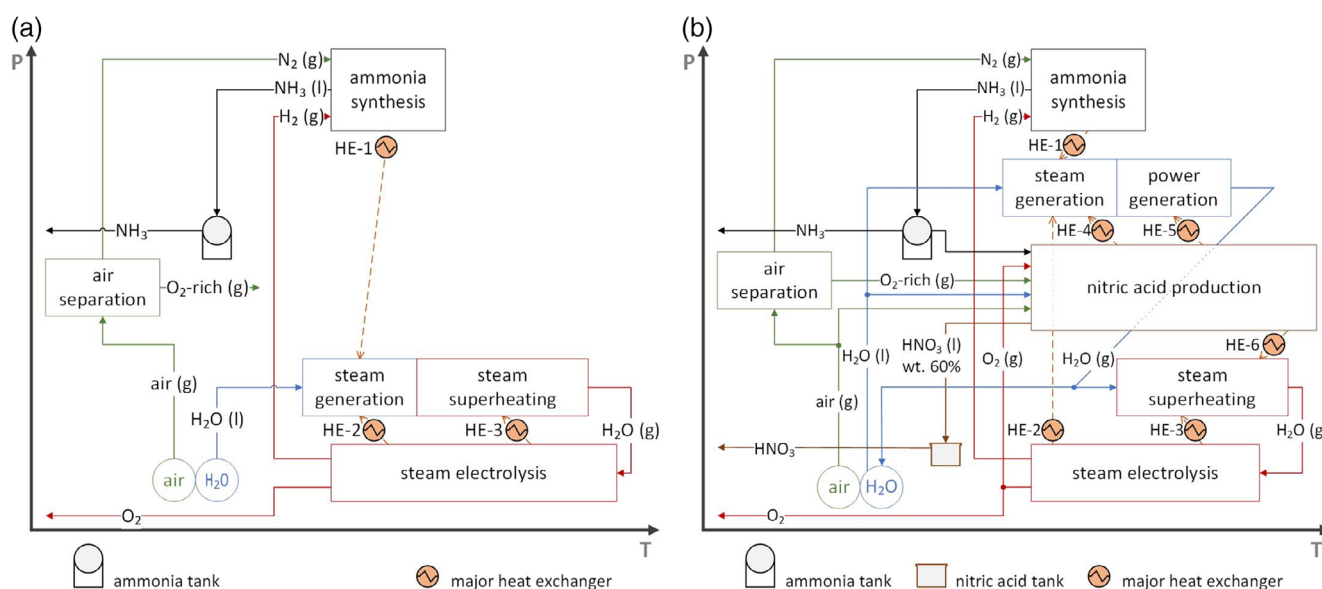 (a)
P
N₂ (g)
NH₃ (l)
H₂ (g)
ammonia
synthesis
HE-1
NH₃
air
separation
O₂-rich (g)
air (g)
H₂O (l)
steam
generation
steam
superheating
HE-2
HE-3
H₂O (g)
steam electrolysis
air
H₂O
O₂
T
ammonia tank
major heat exchanger
(b)
P
N₂ (g)
NH₃ (l)
H₂ (g)
ammonia
synthesis
HE-1
steam
generation
power
generation
HE-4
HE-5
NH₃
air
separation
O₂-rich (g)
nitric acid production
H₂O (l)
HNO₃ (l)
wt. 60%
O₂ (g)
H₂O (g)
HE-6
air (g)
steam
superheating
HE-2
HE-3
H₂O (g)
HNO₃
steam electrolysis
air
H₂O
O₂
T
ammonia tank
nitric acid tank
major heat exchanger